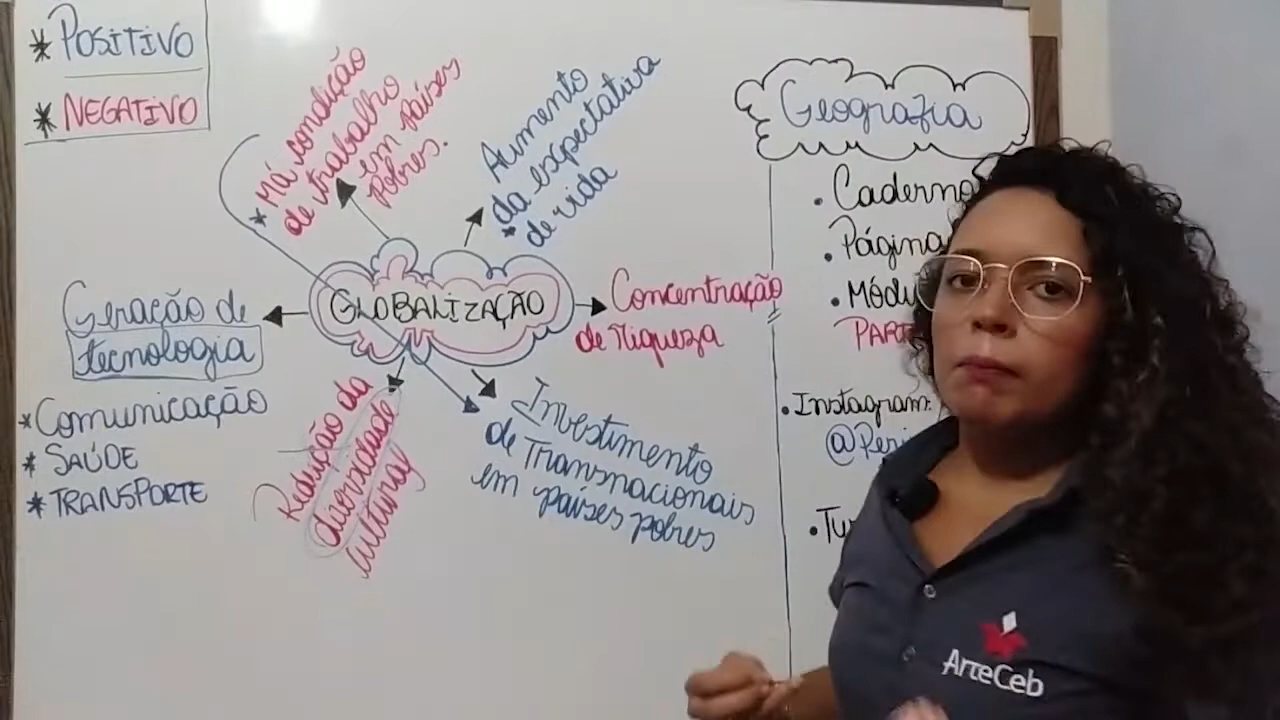 * POSITIVO
* NEGATIVO
* Má condição
de trabalho
em países
pobres.
Aumento
da expectativa
* de vida
GLOBALIZAÇÃO
Geração de
tecnologia
* Comunicação
* SAÚDE
* TRANSPORTE
Redução da
diversidade
cultural
Investimento
de Transnacionais
em países pobres
Concentração
de riqueza
Geografia
• Caderno
• Página
• Módu
PART
• Instagram:
@Peri
• Tu
ArteCeb